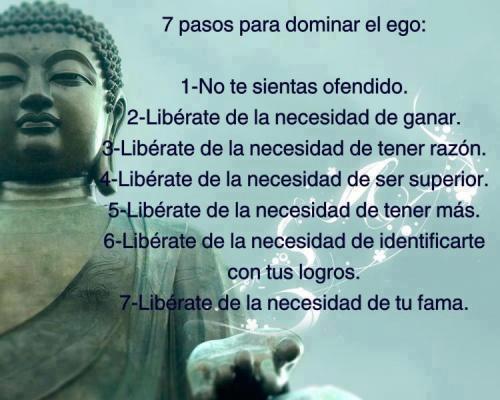 7 pasos para dominar el ego:
1-No te sientas ofendido.
2-Libérate de la necesidad de ganar.
3-Libérate de la necesidad de tener razón.
4-Libérate de la necesidad de ser superior.
5-Libérate de la necesidad de tener más.
6-Libérate de la necesidad de identificarte
con tus logros.
7-Libérate de la necesidad de tu fama.